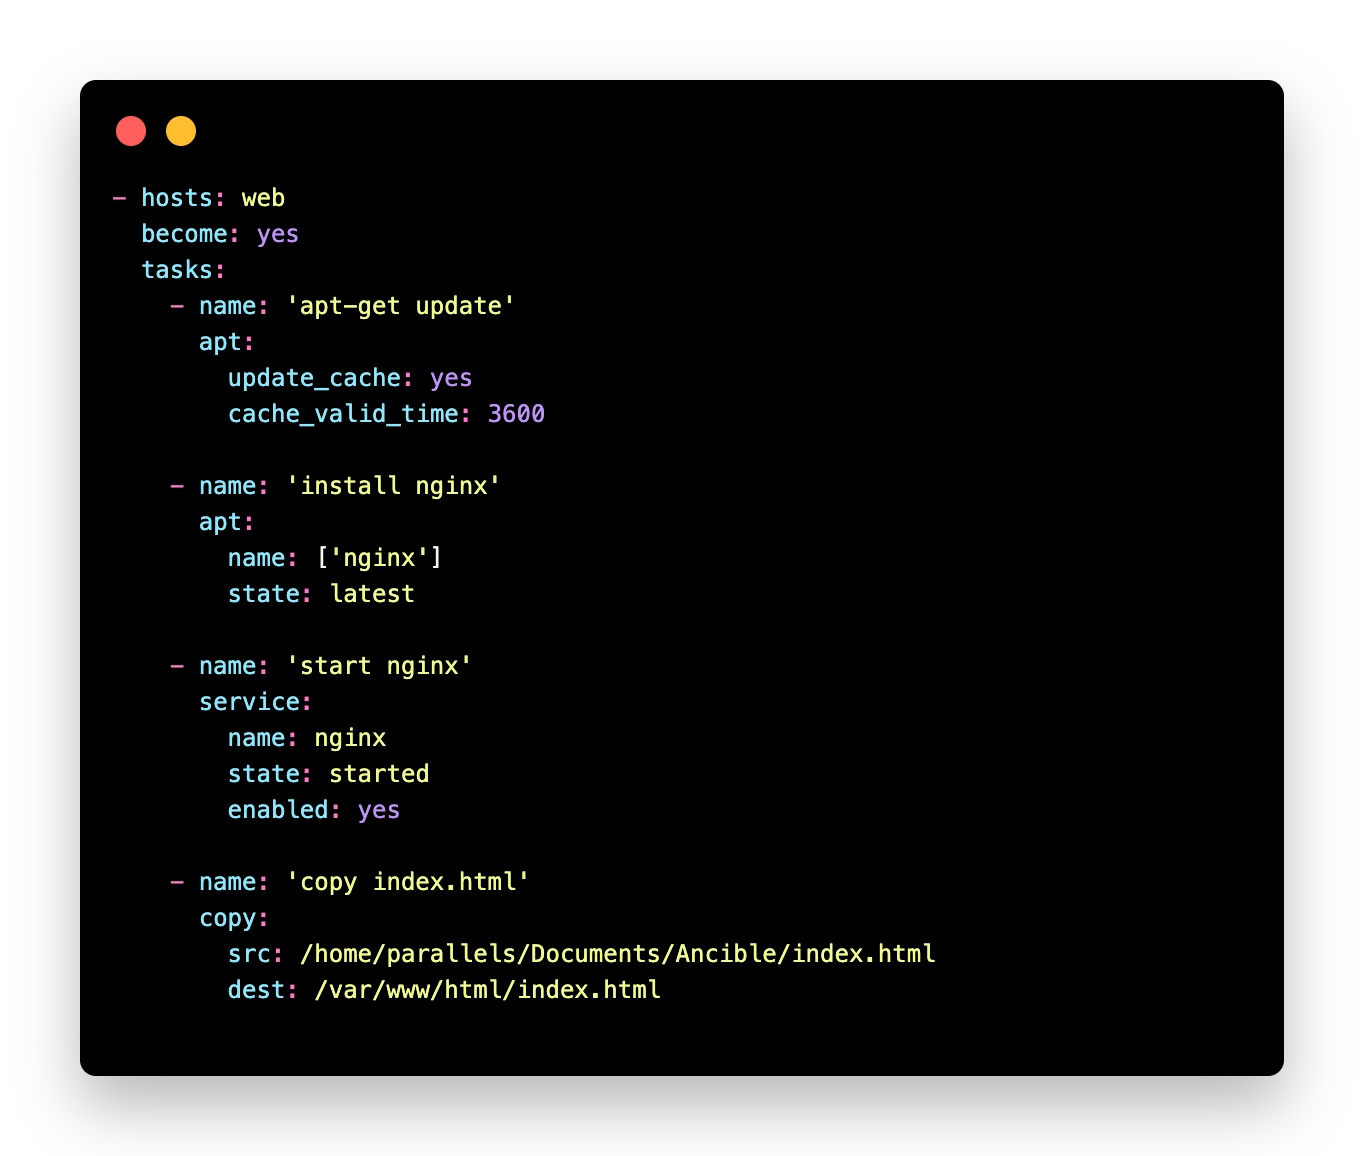 - hosts: web
  become: yes
  tasks:
    - name: 'apt-get update'
      apt:
        update_cache: yes
        cache_valid_time: 3600

    - name: 'install nginx'
      apt:
        name: ['nginx']
        state: latest

    - name: 'start nginx'
      service:
        name: nginx
        state: started
        enabled: yes

    - name: 'copy index.html'
      copy:
        src: /home/parallels/Documents/Ancible/index.html
        dest: /var/www/html/index.html